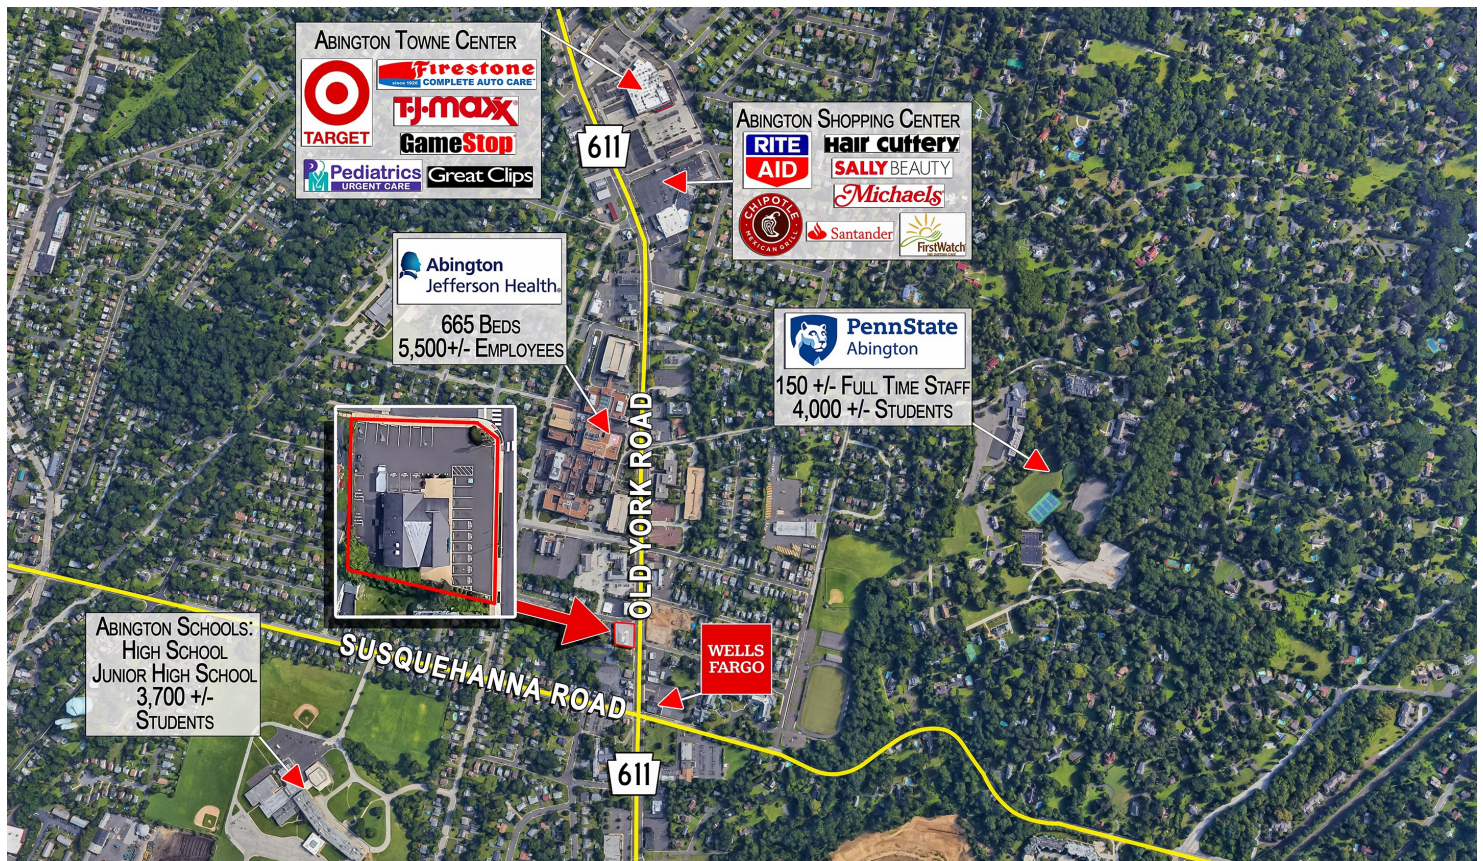 Abington Towne Center
TARGET
Firestone
since 1926 COMPLETE AUTO CARE
T·J·maxx
GameStop
PM Pediatrics
URGENT CARE
Great Clips
611
Abington Shopping Center
RITE
AID
Hair Cuttery
SALLY BEAUTY
Michaels
CHIPOTLE
MEXICAN GRILL
Santander
FirstWatch
Abington
Jefferson Health®
665 Beds
5,500+/- Employees
PennState
Abington
150 +/- Full Time Staff
4,000 +/- Students
OLD YORK ROAD
SUSQUEHANNA ROAD
WELLS
FARGO
Abington Schools:
High School
Junior High School
3,700 +/-
Students
611